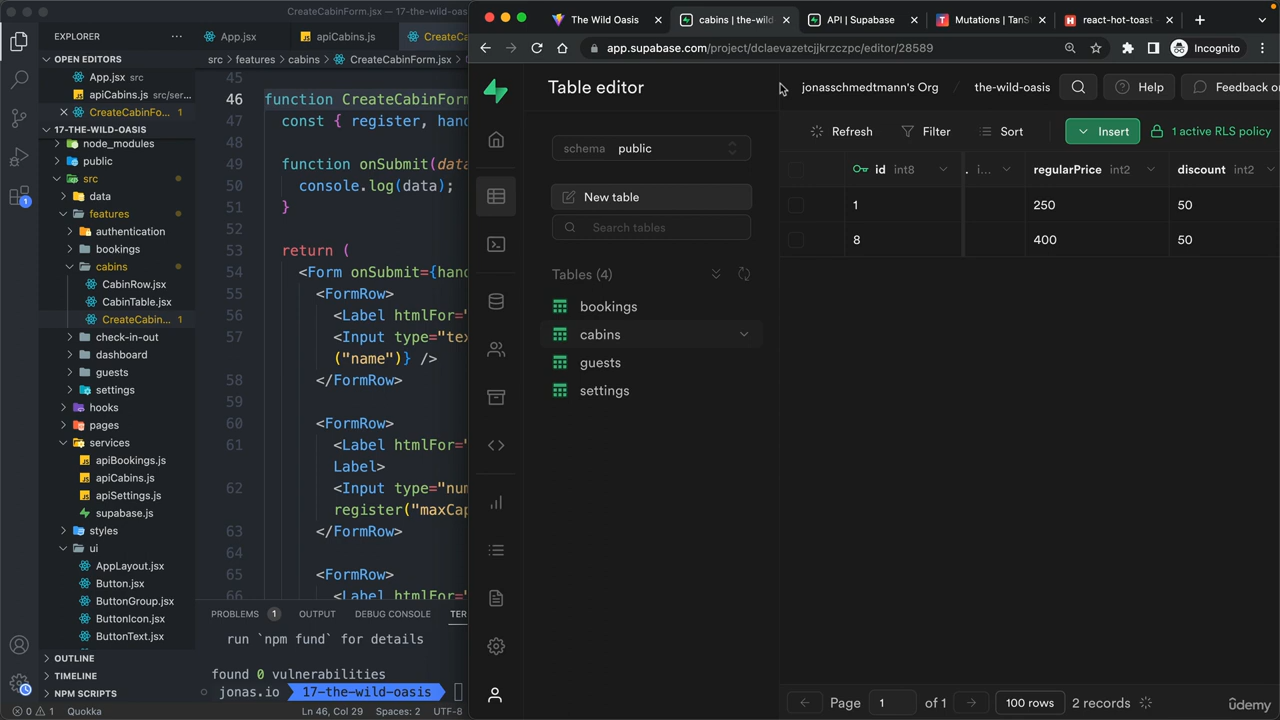 CreateCabinForm.jsx — 17-the-wild-oasis
EXPLORER
OPEN EDITORS
App.jsx src
apiCabins.js src/ser...
CreateCabinFo... 1
17-THE-WILD-OASIS
node_modules
public
src
data
features
authentication
bookings
cabins
CabinRow.jsx
CabinTable.jsx
CreateCabin... 1
check-in-out
dashboard
guests
settings
hooks
pages
services
apiBookings.js
apiCabins.js
apiSettings.js
supabase.js
styles
ui
AppLayout.jsx
Button.jsx
ButtonGroup.jsx
ButtonIcon.jsx
ButtonText.jsx
OUTLINE
TIMELINE
NPM SCRIPTS
0 1 Quokka
App.jsx
apiCabins.js
CreateCa
src > features > cabins > CreateCabinForm.jsx
45
46 function CreateCabinForm
47 const { register, han
48
49 function onSubmit(data
50 console.log(data);
51 }
52
53 return (
54 <Form onSubmit={hand
55 <FormRow>
56 <Label htmlFor="
57 <Input type="tex
("name")} />
58 </FormRow>
59
60 <FormRow>
61 <Label htmlFor="
Label>
62 <Input type="num
register("maxCap
63 </FormRow>
64
65 <FormRow>
66 <Label htmlFor="
PROBLEMS 1 OUTPUT DEBUG CONSOLE TER
run `npm fund` for details
found 0 vulnerabilities
jonas.io 17-the-wild-oasis
Ln 46, Col 29 Spaces: 2 UTF-8
The Wild Oasis
cabins | the-wild
API | Supabase
Mutations | TanS
react-hot-toast -
app.supabase.com/project/dclaevazetcjjkrzczpc/editor/28589
Incognito
Table editor
jonasschmedtmann's Org / the-wild-oasis
Help
Feedback or
schema public
New table
Search tables
Tables (4)
bookings
cabins
guests
settings
Refresh Filter Sort Insert 1 active RLS policy
id int8 . i... regularPrice int2 discount int2
1 250 50
8 400 50
Page 1 of 1 100 rows 2 records
udemy